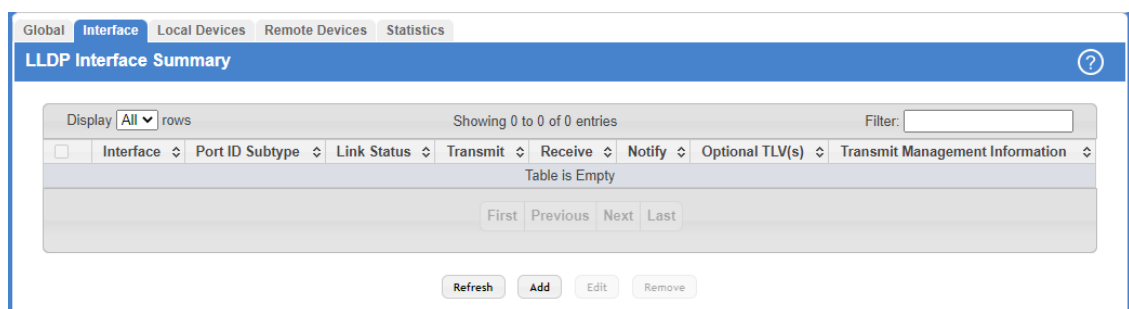 Global Interface Local Devices Remote Devices Statistics
LLDP Interface Summary ?
Display All rows Showing 0 to 0 of 0 entries Filter:
Interface Port ID Subtype Link Status Transmit Receive Notify Optional TLV(s) Transmit Management Information
Table is Empty
First Previous Next Last
Refresh Add Edit Remove